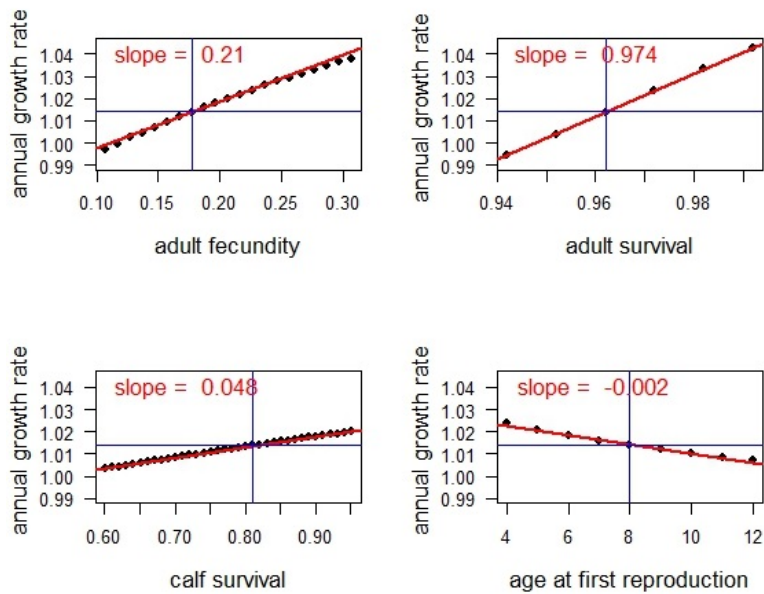 annual growth rate
slope = 0.21
1.04
1.03
1.02
1.01
1.00
0.99
0.10 0.15 0.20 0.25 0.30
adult fecundity
annual growth rate
slope = 0.974
1.04
1.03
1.02
1.01
1.00
0.99
0.94 0.96 0.98
adult survival
annual growth rate
slope = 0.048
1.04
1.03
1.02
1.01
1.00
0.99
0.60 0.70 0.80 0.90
calf survival
annual growth rate
slope = -0.002
1.04
1.03
1.02
1.01
1.00
0.99
4 6 8 10 12
age at first reproduction